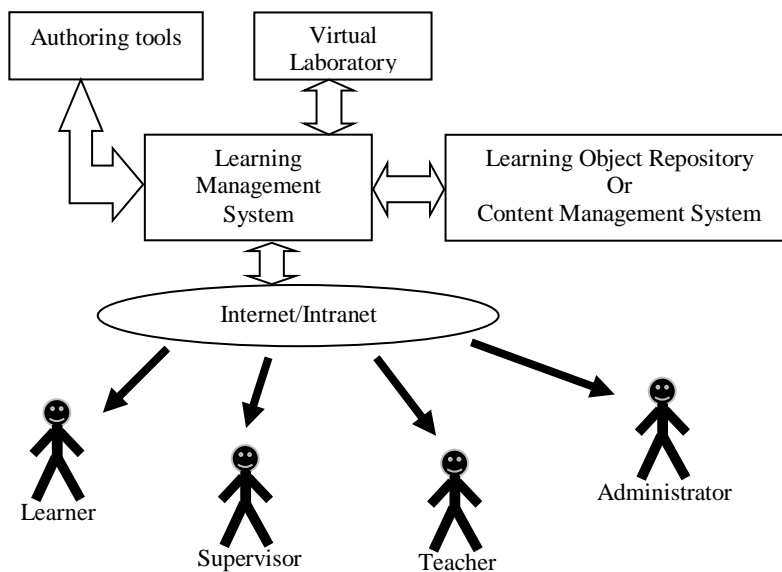 Authoring tools
Virtual
Laboratory
Learning
Management
System
Learning Object Repository
Or
Content Management System
Internet/Intranet
Learner
Supervisor
Teacher
Administrator